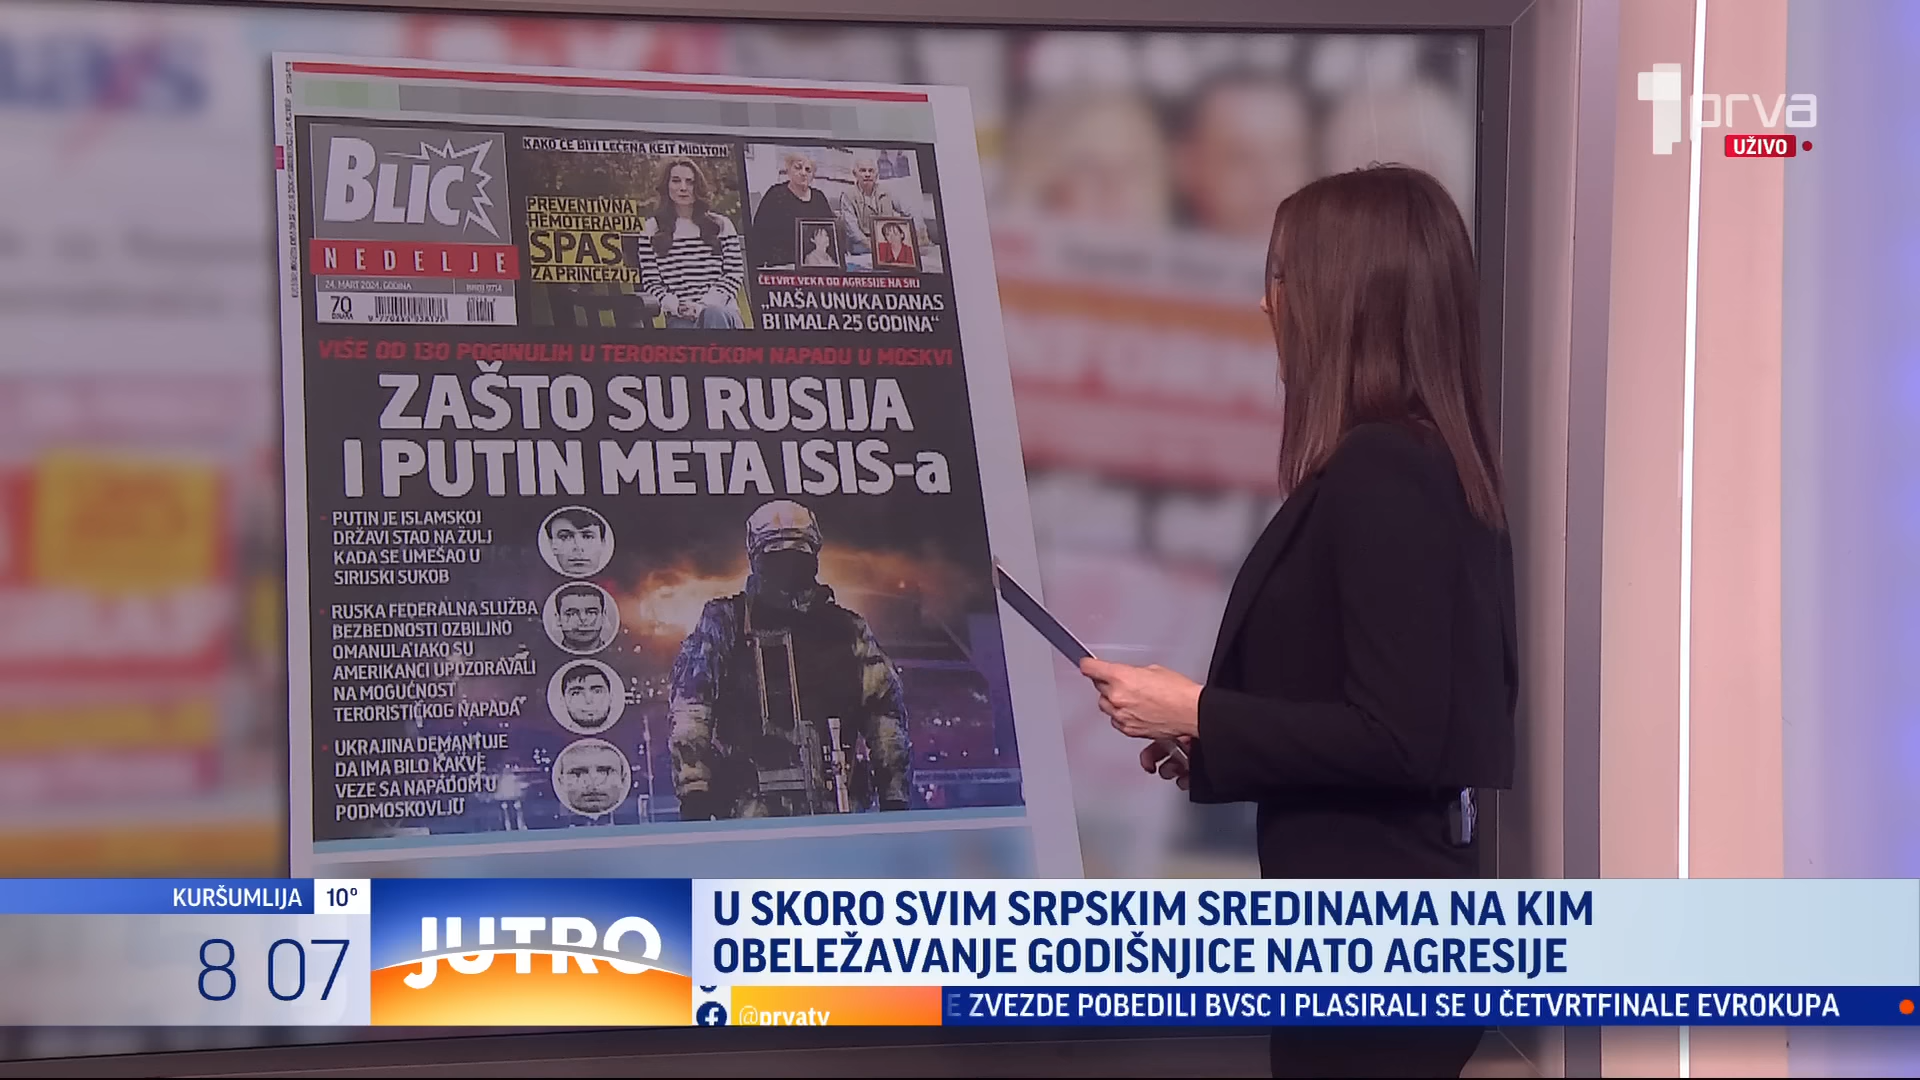 prva
UŽIVO
BLIC
NEDELJE
24. MART 2024. GODINA
BROJ 9714
70
DINARA
KAKO ĆE BITI LEČENA KEJT MIDLTON
PREVENTIVNA
HEMOTERAPIJA
SPAS
ZA PRINCEZU?
ČETVRT VEKA OD AGRESIJE NA SRJ
„NAŠA UNUKA DANAS
BI IMALA 25 GODINA“
VIŠE OD 130 POGINULIH U TERORISTIČKOM NAPADU U MOSKVI
ZAŠTO SU RUSIJA
I PUTIN META ISIS-a
PUTIN JE ISLAMSKOJ
DRŽAVI STAO NA ŽULJ
KADA SE UMEŠAO U
SIRIJSKI SUKOB
RUSKA FEDERALNA SLUŽBA
BEZBEDNOSTI OZBILJNO
OMANULA IAKO SU
AMERIKANCI UPOZORAVALI
NA MOGUĆNOST
TERORISTIČKOG NAPADA
UKRAJINA DEMANTUJE
DA IMA BILO KAKVE
VEZE SA NAPADOM U
PODMOSKOVLJU
KURŠUMLIJA 10°
8 07
JUTRO
U SKORO SVIM SRPSKIM SREDINAMA NA KIM
OBELEŽAVANJE GODIŠNJICE NATO AGRESIJE
@prvatv
E ZVEZDE POBEDILI BVSC I PLASIRALI SE U ČETVRTFINALE EVROKUPA